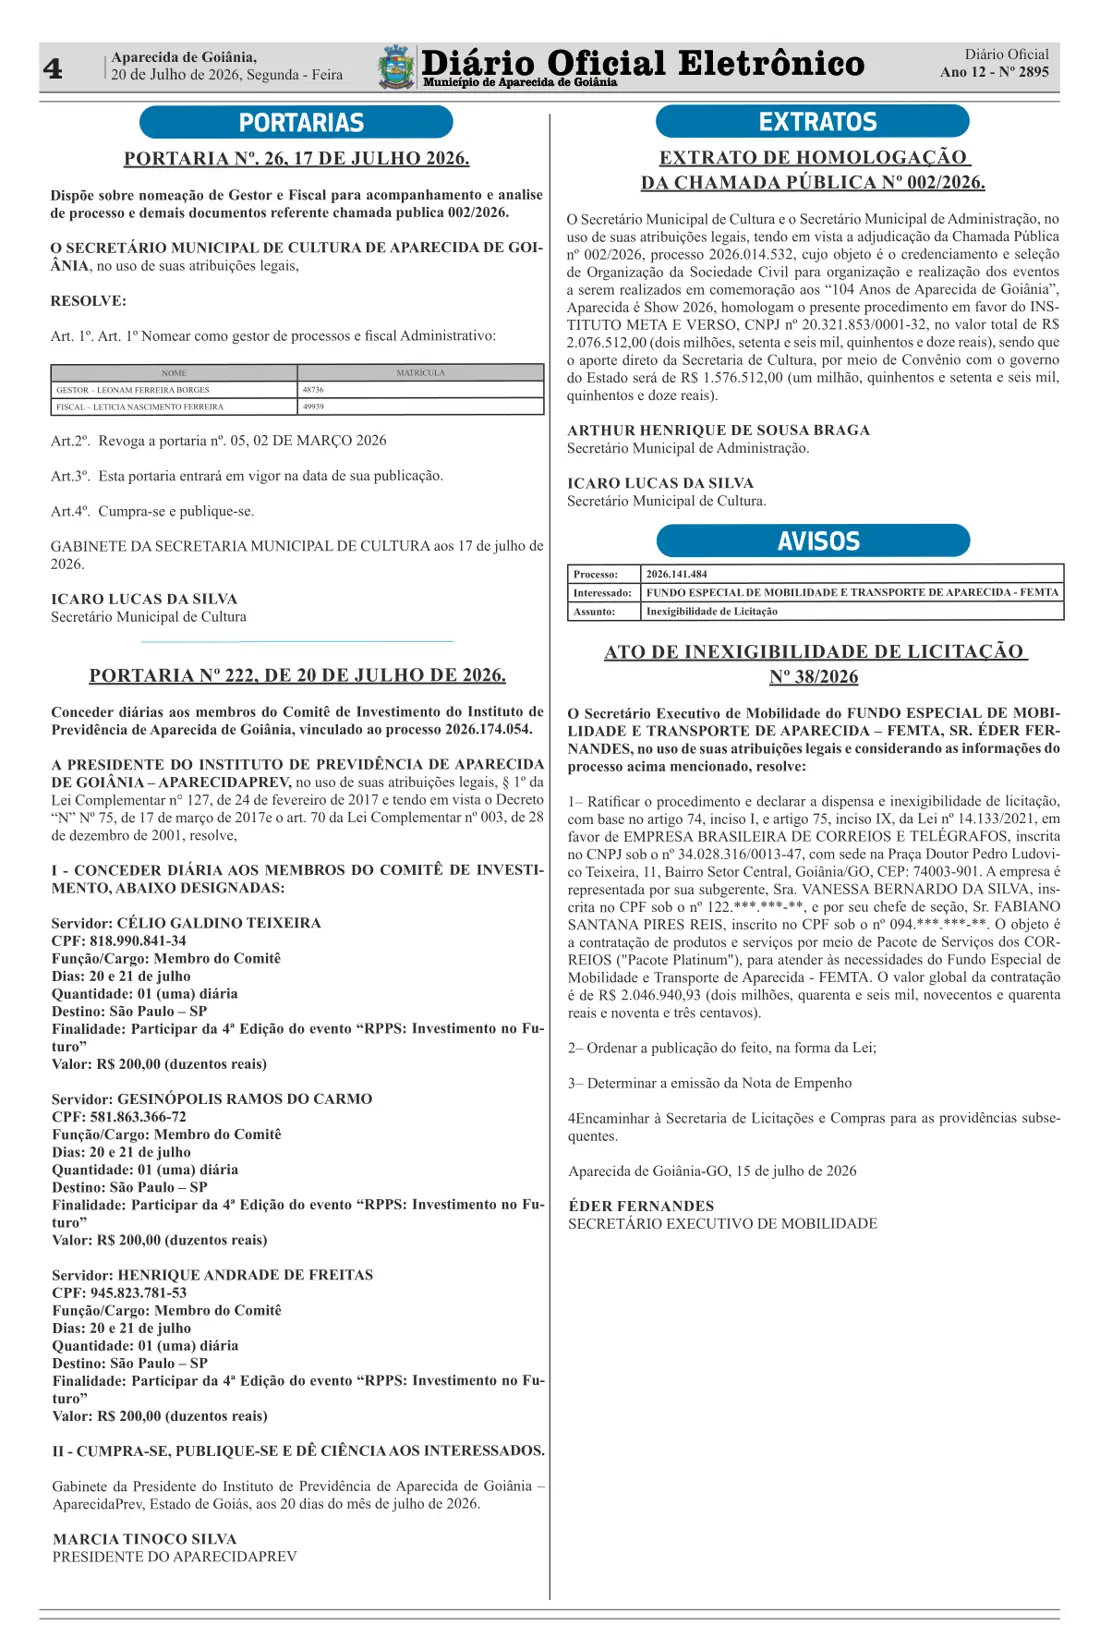 4
Aparecida de Goiânia,
20 de Julho de 2026, Segunda - Feira
Diário Oficial Eletrônico
Município de Aparecida de Goiânia
Diário Oficial
Ano 12 - Nº 2895
PORTARIAS
PORTARIA Nº. 26, 17 DE JULHO 2026.
Dispõe sobre nomeação de Gestor e Fiscal para acompanhamento e analise
de processo e demais documentos referente chamada publica 002/2026.
O SECRETÁRIO MUNICIPAL DE CULTURA DE APARECIDA DE GOI-
ÂNIA, no uso de suas atribuições legais,
RESOLVE:
Art. 1º. Art. 1º Nomear como gestor de processos e fiscal Administrativo:
NOME MATRÍCULA
GESTOR – LEONAM FERREIRA BORGES 48736
FISCAL – LETICIA NASCIMENTO FERREIRA 49939
Art.2º. Revoga a portaria nº. 05, 02 DE MARÇO 2026
Art.3º. Esta portaria entrará em vigor na data de sua publicação.
Art.4º. Cumpra-se e publique-se.
GABINETE DA SECRETARIA MUNICIPAL DE CULTURA aos 17 de julho de
2026.
ICARO LUCAS DA SILVA
Secretário Municipal de Cultura
PORTARIA Nº 222, DE 20 DE JULHO DE 2026.
Conceder diárias aos membros do Comitê de Investimento do Instituto de
Previdência de Aparecida de Goiânia, vinculado ao processo 2026.174.054.
A PRESIDENTE DO INSTITUTO DE PREVIDÊNCIA DE APARECIDA
DE GOIÂNIA – APARECIDAPREV, no uso de suas atribuições legais, § 1º da
Lei Complementar n° 127, de 24 de fevereiro de 2017 e tendo em vista o Decreto
“N” Nº 75, de 17 de março de 2017e o art. 70 da Lei Complementar nº 003, de 28
de dezembro de 2001, resolve,
I - CONCEDER DIÁRIA AOS MEMBROS DO COMITÊ DE INVESTI-
MENTO, ABAIXO DESIGNADAS:
Servidor: CÉLIO GALDINO TEIXEIRA
CPF: 818.990.841-34
Função/Cargo: Membro do Comitê
Dias: 20 e 21 de julho
Quantidade: 01 (uma) diária
Destino: São Paulo – SP
Finalidade: Participar da 4ª Edição do evento “RPPS: Investimento no Fu-
turo”
Valor: R$ 200,00 (duzentos reais)
Servidor: GESINÓPOLIS RAMOS DO CARMO
CPF: 581.863.366-72
Função/Cargo: Membro do Comitê
Dias: 20 e 21 de julho
Quantidade: 01 (uma) diária
Destino: São Paulo – SP
Finalidade: Participar da 4ª Edição do evento “RPPS: Investimento no Fu-
turo”
Valor: R$ 200,00 (duzentos reais)
Servidor: HENRIQUE ANDRADE DE FREITAS
CPF: 945.823.781-53
Função/Cargo: Membro do Comitê
Dias: 20 e 21 de julho
Quantidade: 01 (uma) diária
Destino: São Paulo – SP
Finalidade: Participar da 4ª Edição do evento “RPPS: Investimento no Fu-
turo”
Valor: R$ 200,00 (duzentos reais)
II - CUMPRA-SE, PUBLIQUE-SE E DÊ CIÊNCIA AOS INTERESSADOS.
Gabinete da Presidente do Instituto de Previdência de Aparecida de Goiânia –
AparecidaPrev, Estado de Goiás, aos 20 dias do mês de julho de 2026.
MARCIA TINOCO SILVA
PRESIDENTE DO APARECIDAPREV
EXTRATOS
EXTRATO DE HOMOLOGAÇÃO
DA CHAMADA PÚBLICA Nº 002/2026.
O Secretário Municipal de Cultura e o Secretário Municipal de Administração, no
uso de suas atribuições legais, tendo em vista a adjudicação da Chamada Pública
nº 002/2026, processo 2026.014.532, cujo objeto é o credenciamento e seleção
de Organização da Sociedade Civil para organização e realização dos eventos
a serem realizados em comemoração aos “104 Anos de Aparecida de Goiânia”,
Aparecida é Show 2026, homologam o presente procedimento em favor do INS-
TITUTO META E VERSO, CNPJ nº 20.321.853/0001-32, no valor total de R$
2.076.512,00 (dois milhões, setenta e seis mil, quinhentos e doze reais), sendo que
o aporte direto da Secretaria de Cultura, por meio de Convênio com o governo
do Estado será de R$ 1.576.512,00 (um milhão, quinhentos e setenta e seis mil,
quinhentos e doze reais).
ARTHUR HENRIQUE DE SOUSA BRAGA
Secretário Municipal de Administração.
ICARO LUCAS DA SILVA
Secretário Municipal de Cultura.
AVISOS
Processo: 2026.141.484
Interessado: FUNDO ESPECIAL DE MOBILIDADE E TRANSPORTE DE APARECIDA - FEMTA
Assunto: Inexigibilidade de Licitação
ATO DE INEXIGIBILIDADE DE LICITAÇÃO
Nº 38/2026
O Secretário Executivo de Mobilidade do FUNDO ESPECIAL DE MOBI-
LIDADE E TRANSPORTE DE APARECIDA – FEMTA, SR. ÉDER FER-
NANDES, no uso de suas atribuições legais e considerando as informações do
processo acima mencionado, resolve:
1– Ratificar o procedimento e declarar a dispensa e inexigibilidade de licitação,
com base no artigo 74, inciso I, e artigo 75, inciso IX, da Lei nº 14.133/2021, em
favor de EMPRESA BRASILEIRA DE CORREIOS E TELÉGRAFOS, inscrita
no CNPJ sob o nº 34.028.316/0013-47, com sede na Praça Doutor Pedro Ludovi-
co Teixeira, 11, Bairro Setor Central, Goiânia/GO, CEP: 74003-901. A empresa é
representada por sua subgerente, Sra. VANESSA BERNARDO DA SILVA, ins-
crita no CPF sob o nº 122.***.***-**, e por seu chefe de seção, Sr. FABIANO
SANTANA PIRES REIS, inscrito no CPF sob o nº 094.***.***-**. O objeto é
a contratação de produtos e serviços por meio de Pacote de Serviços dos COR-
REIOS ("Pacote Platinum"), para atender às necessidades do Fundo Especial de
Mobilidade e Transporte de Aparecida - FEMTA. O valor global da contratação
é de R$ 2.046.940,93 (dois milhões, quarenta e seis mil, novecentos e quarenta
reais e noventa e três centavos).
2– Ordenar a publicação do feito, na forma da Lei;
3– Determinar a emissão da Nota de Empenho
4Encaminhar à Secretaria de Licitações e Compras para as providências subse-
quentes.
Aparecida de Goiânia-GO, 15 de julho de 2026
ÉDER FERNANDES
SECRETÁRIO EXECUTIVO DE MOBILIDADE